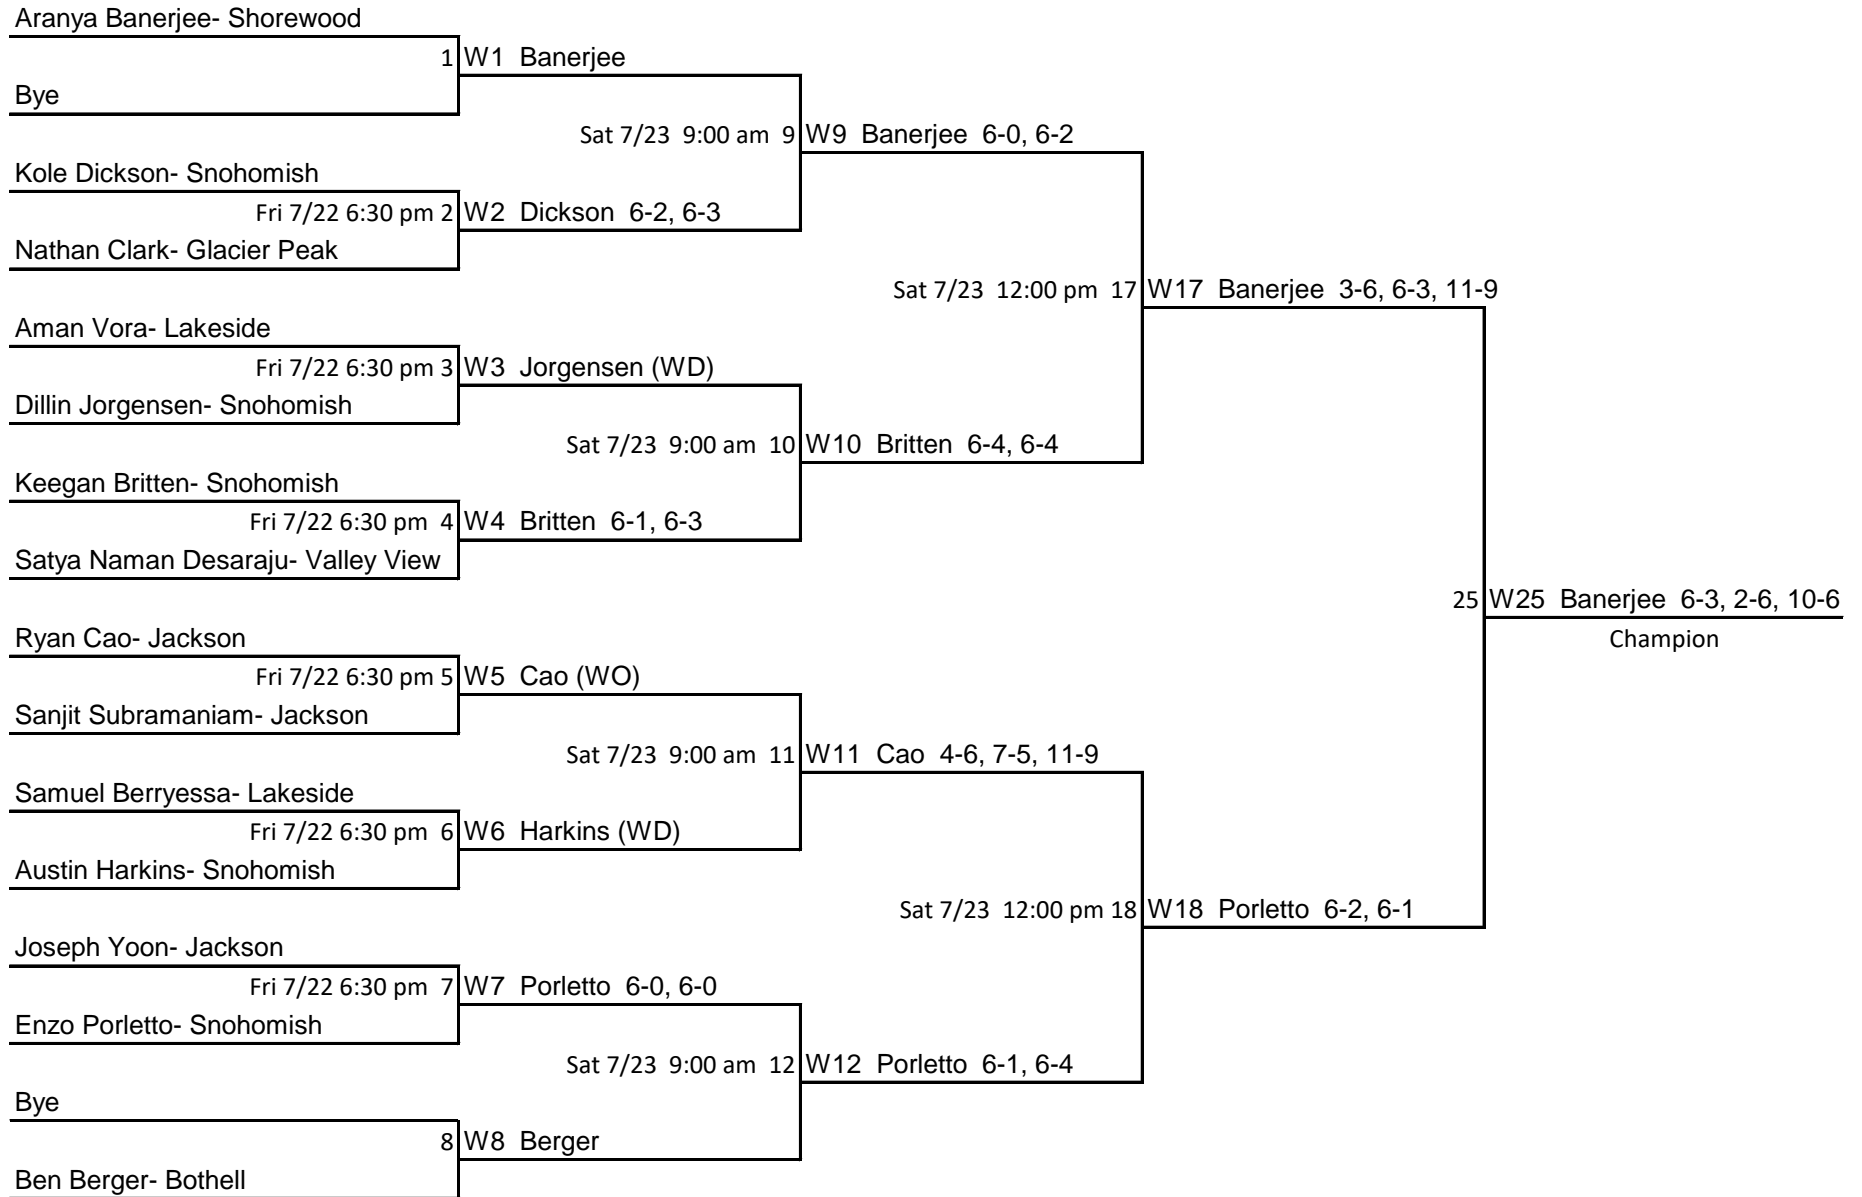 Aranya Banerjee- Shorewood
1 W1 Banerjee
Bye
Sat 7/23 9:00 am 9 W9 Banerjee 6-0, 6-2
Kole Dickson- Snohomish
Fri 7/22 6:30 pm 2 W2 Dickson 6-2, 6-3
Nathan Clark- Glacier Peak
Sat 7/23 12:00 pm 17 W17 Banerjee 3-6, 6-3, 11-9
Aman Vora- Lakeside
Fri 7/22 6:30 pm 3 W3 Jorgensen (WD)
Dillin Jorgensen- Snohomish
Sat 7/23 9:00 am 10 W10 Britten 6-4, 6-4
Keegan Britten- Snohomish
Fri 7/22 6:30 pm 4 W4 Britten 6-1, 6-3
Satya Naman Desaraju- Valley View
25 W25 Banerjee 6-3, 2-6, 10-6
Ryan Cao- Jackson
Champion
Fri 7/22 6:30 pm 5 W5 Cao (WO)
Sanjit Subramaniam- Jackson
Sat 7/23 9:00 am 11 W11 Cao 4-6, 7-5, 11-9
Samuel Berryessa- Lakeside
Fri 7/22 6:30 pm 6 W6 Harkins (WD)
Austin Harkins- Snohomish
Sat 7/23 12:00 pm 18 W18 Porletto 6-2, 6-1
Joseph Yoon- Jackson
Fri 7/22 6:30 pm 7 W7 Porletto 6-0, 6-0
Enzo Porletto- Snohomish
Sat 7/23 9:00 am 12 W12 Porletto 6-1, 6-4
Bye
8 W8 Berger
Ben Berger- Bothell